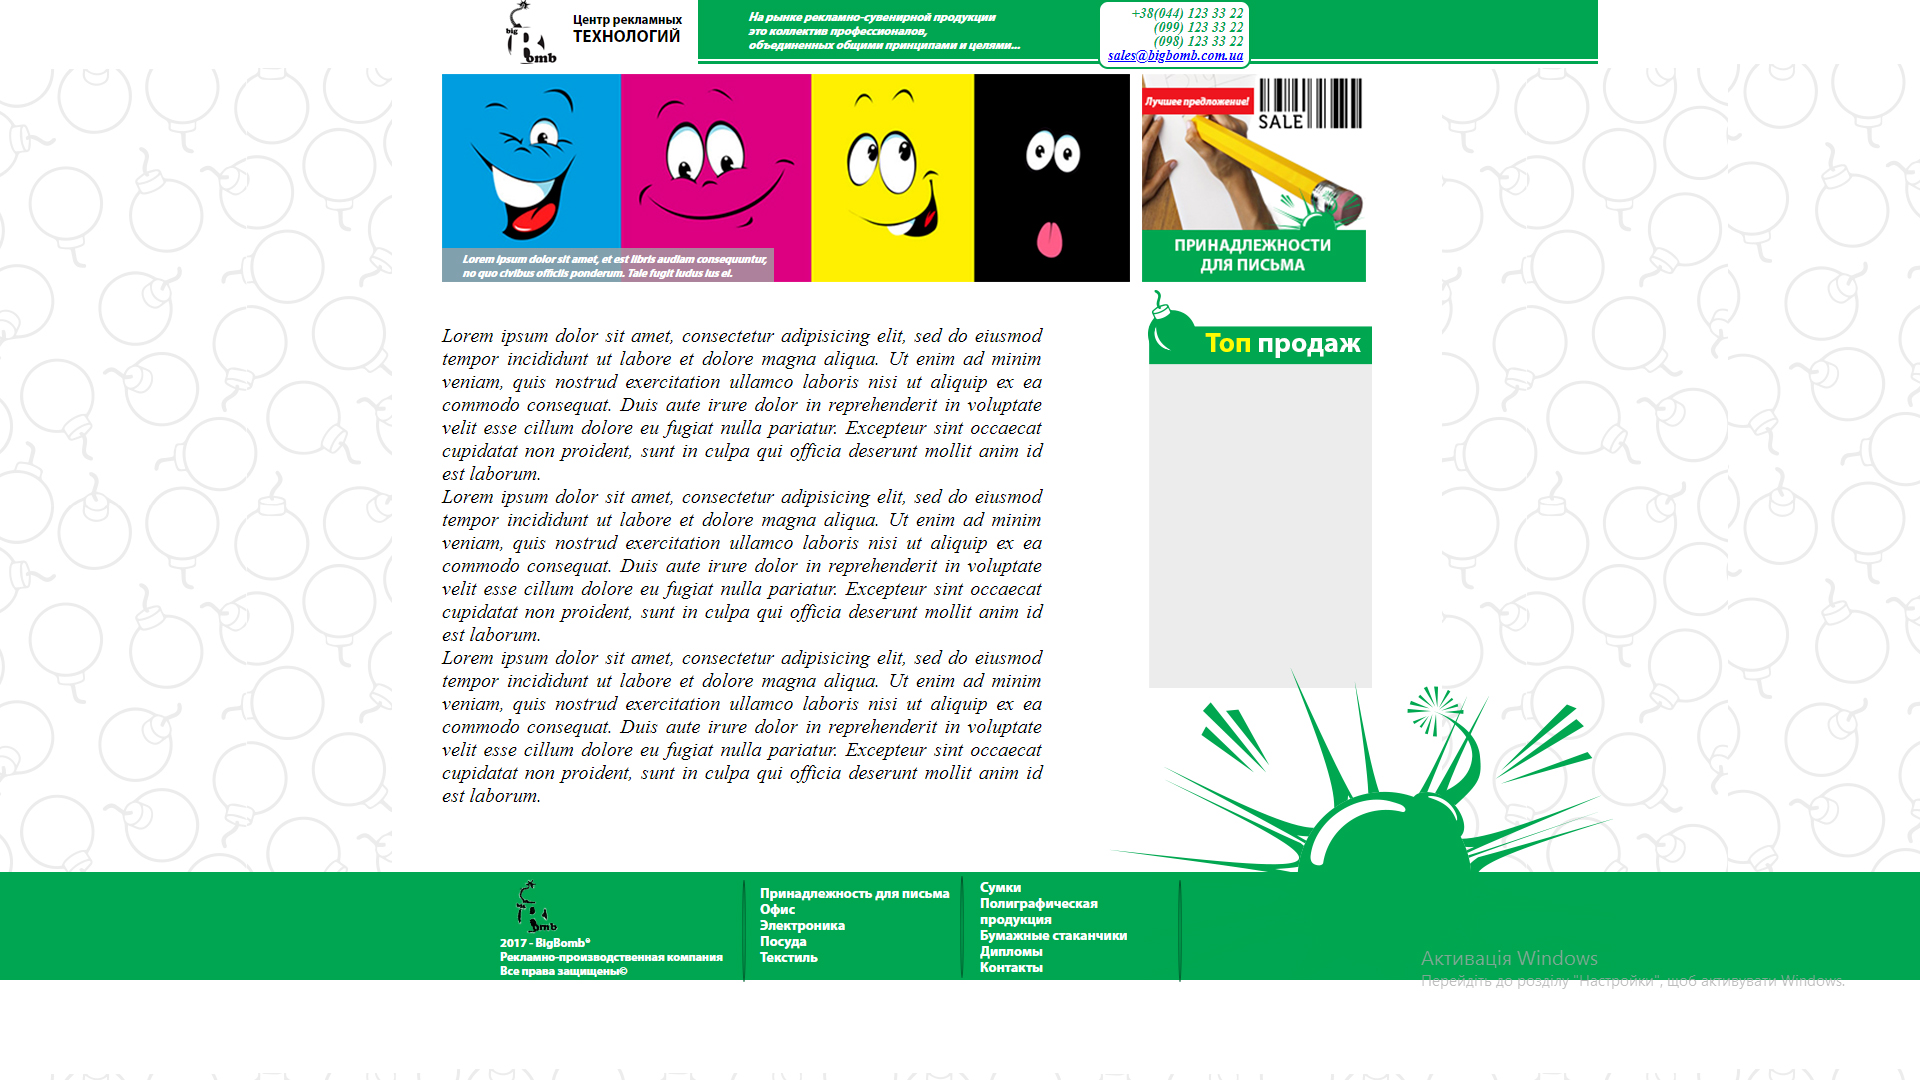 big
Bomb
Центр рекламных
ТЕХНОЛОГИЙ
На рынке рекламно-сувенирной продукции
это коллектив профессионалов,
объединенных общими принципами и целями...
+38(044) 123 33 22
(099) 123 33 22
(098) 123 33 22
sales@bigbomb.com.ua
Lorem ipsum dolor sit amet, et est libris audiam consequuntur,
no quo civibus officiis ponderum. Tale fugit ludus ius ei.
Лучшее предложение!
SALE
ПРИНАДЛЕЖНОСТИ
ДЛЯ ПИСЬМА
Топ продаж
Lorem ipsum dolor sit amet, consectetur adipisicing elit, sed do eiusmod
tempor incididunt ut labore et dolore magna aliqua. Ut enim ad minim
veniam, quis nostrud exercitation ullamco laboris nisi ut aliquip ex ea
commodo consequat. Duis aute irure dolor in reprehenderit in voluptate
velit esse cillum dolore eu fugiat nulla pariatur. Excepteur sint occaecat
cupidatat non proident, sunt in culpa qui officia deserunt mollit anim id
est laborum.
Lorem ipsum dolor sit amet, consectetur adipisicing elit, sed do eiusmod
tempor incididunt ut labore et dolore magna aliqua. Ut enim ad minim
veniam, quis nostrud exercitation ullamco laboris nisi ut aliquip ex ea
commodo consequat. Duis aute irure dolor in reprehenderit in voluptate
velit esse cillum dolore eu fugiat nulla pariatur. Excepteur sint occaecat
cupidatat non proident, sunt in culpa qui officia deserunt mollit anim id
est laborum.
Lorem ipsum dolor sit amet, consectetur adipisicing elit, sed do eiusmod
tempor incididunt ut labore et dolore magna aliqua. Ut enim ad minim
veniam, quis nostrud exercitation ullamco laboris nisi ut aliquip ex ea
commodo consequat. Duis aute irure dolor in reprehenderit in voluptate
velit esse cillum dolore eu fugiat nulla pariatur. Excepteur sint occaecat
cupidatat non proident, sunt in culpa qui officia deserunt mollit anim id
est laborum.
big
Bomb
2017 - BigBomb®
Рекламно-производственная компания
Все права защищены©
Принадлежность для письма
Офис
Электроника
Посуда
Текстиль
Сумки
Полиграфическая
продукция
Бумажные стаканчики
Дипломы
Контакты
Активація Windows
Перейдіть до розділу "Настройки", щоб активувати Windows.